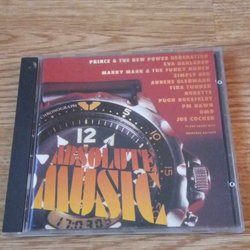 PRINCE & THE NEW POWER GENERATION
EVA DAHLGREN
MARKY MARK & THE FUNKY BUNCH
SIMPLY RED
ANDERS GLENMARK
TINA TURNER
ROXETTE
PUGH ROGEFELDT
PM DAWN
OMD
JOE COCKER
CHRONOGRAPH
12
ABSOLUTE
MUSIC